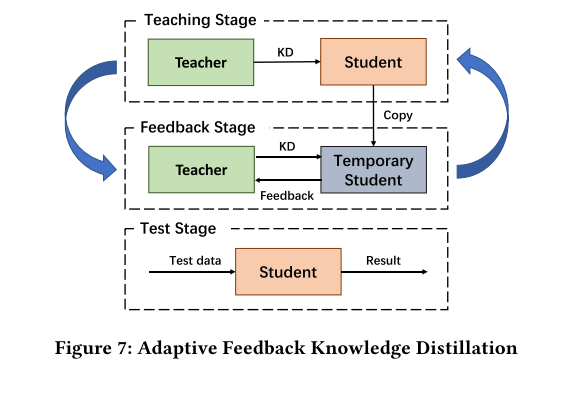 Teaching Stage
Teacher
KD
Student
Copy
Feedback Stage
Teacher
KD
Feedback
Temporary
Student
Test Stage
Test data
Student
Result
Figure 7: Adaptive Feedback Knowledge Distillation